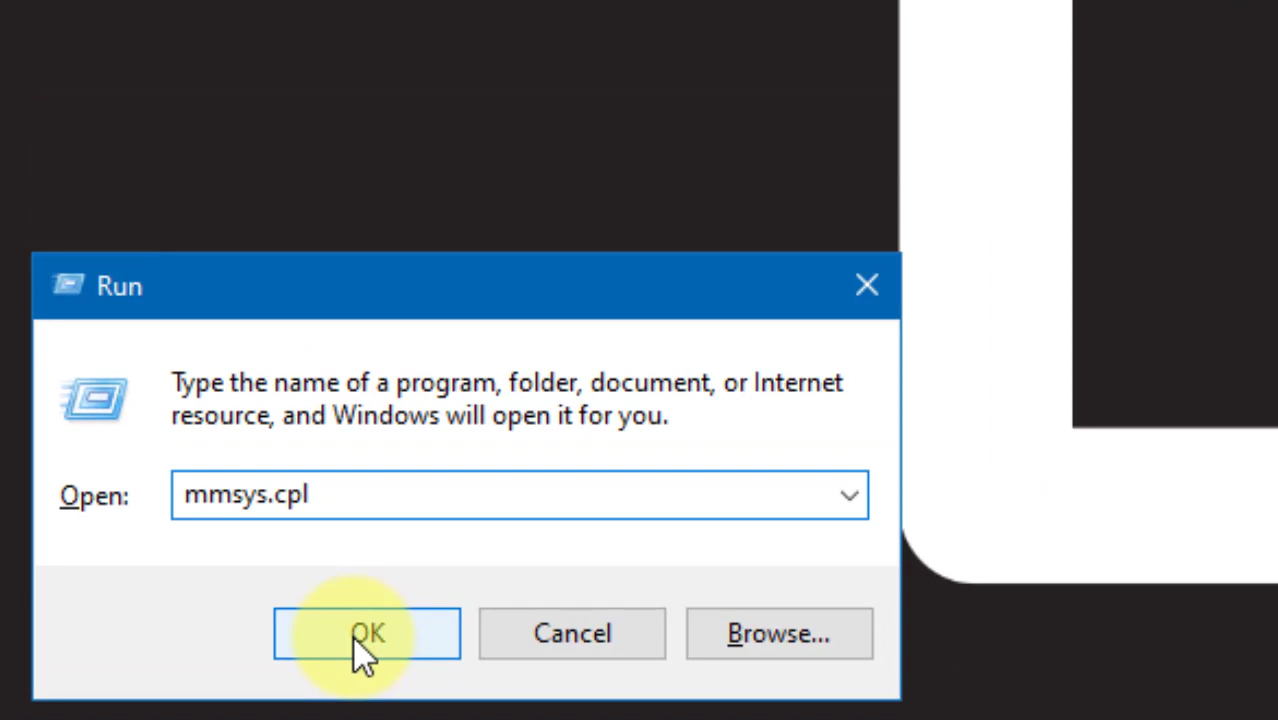 Run
Type the name of a program, folder, document, or Internet
resource, and Windows will open it for you.
Open: mmsys.cpl
OK Cancel Browse...